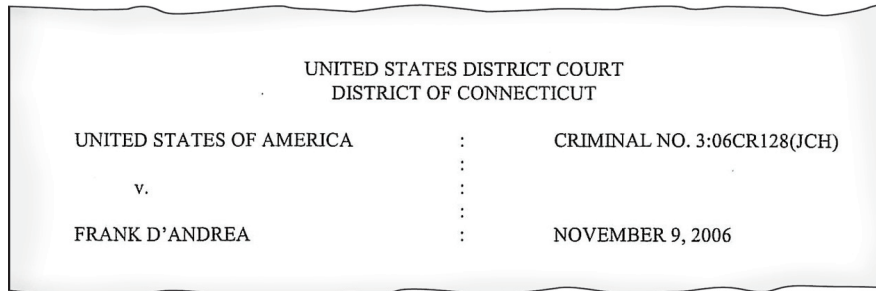 UNITED STATES DISTRICT COURT
DISTRICT OF CONNECTICUT
UNITED STATES OF AMERICA : CRIMINAL NO. 3:06CR128(JCH)
:
v. :
:
FRANK D'ANDREA : NOVEMBER 9, 2006